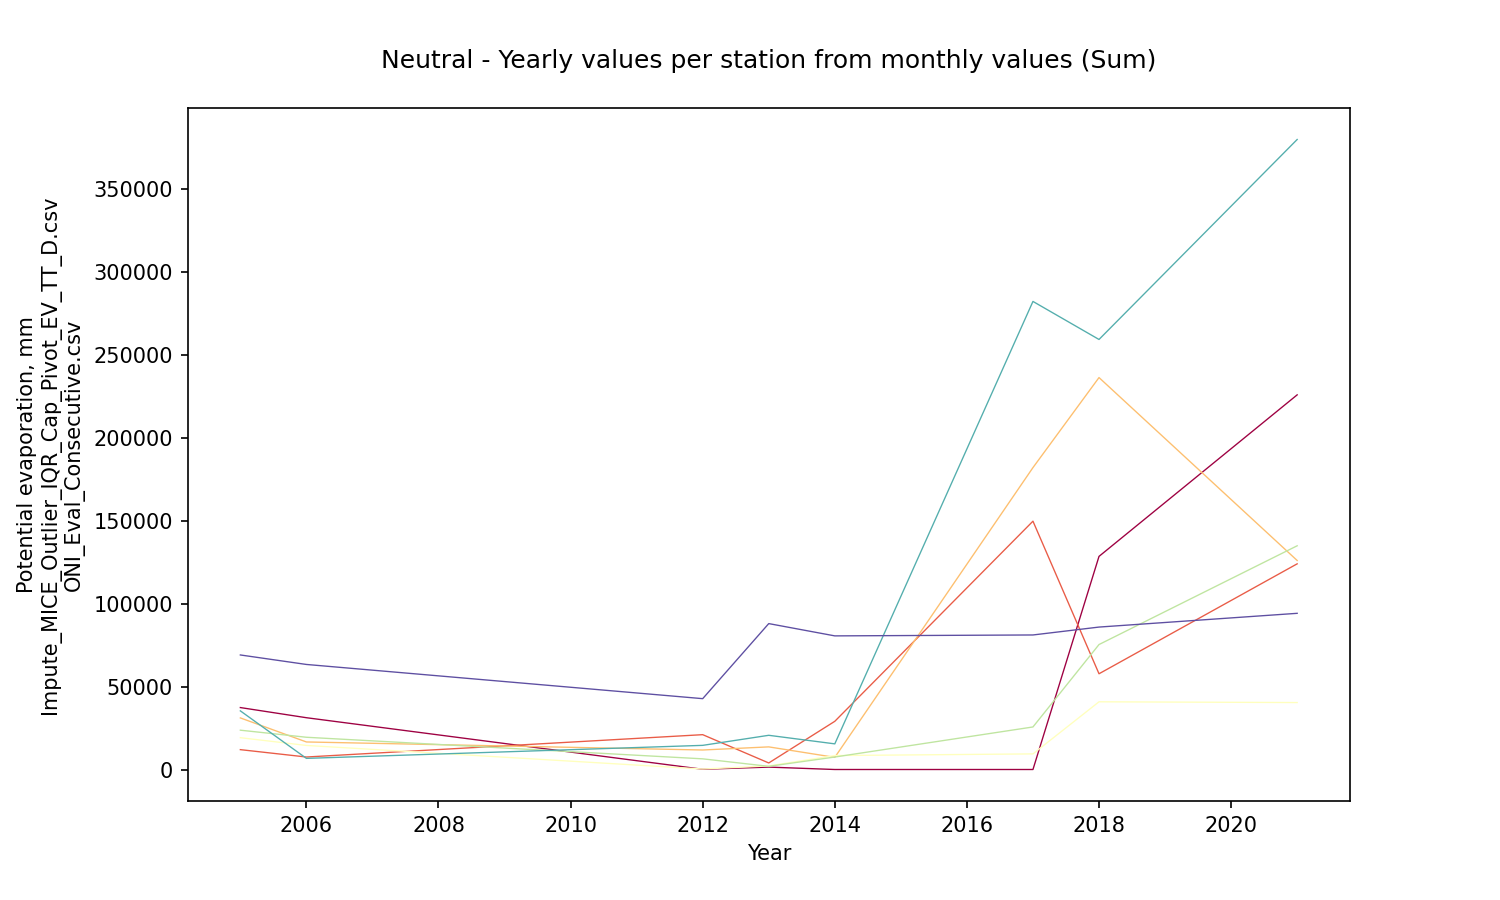 Neutral - Yearly values per station from monthly values (Sum)
Potential evaporation, mm
Impute_MICE_Outlier_IQR_Cap_Pivot_EV_TT_D.csv
ONI_Eval_Consecutive.csv
350000
300000
250000
200000
150000
100000
50000
0
2006 2008 2010 2012 2014 2016 2018 2020
Year